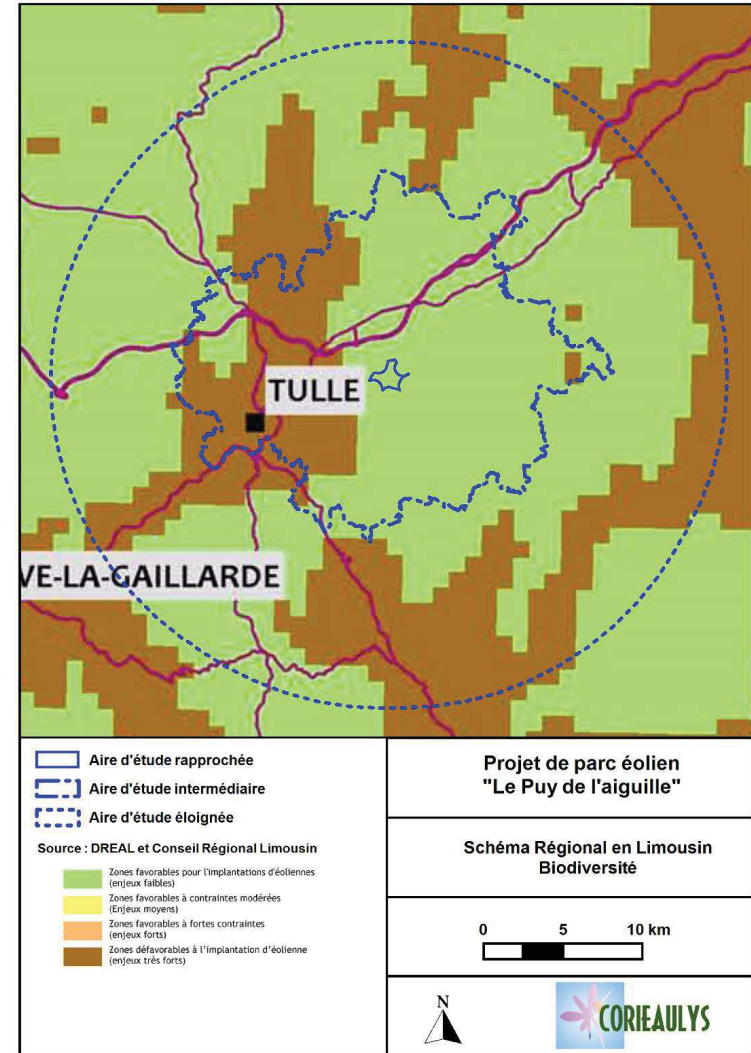 TULLE
VE-LA-GAILLARDE
Aire d'étude rapprochée
Aire d'étude intermédiaire
Aire d'étude éloignée
Source : DREAL et Conseil Régional Limousin
Zones favorables pour l'implantations d'éoliennes
(enjeux faibles)
Zones favorables à contraintes modérées
(Enjeux moyens)
Zones favorables à fortes contraintes
(enjeux forts)
Zones défavorables à l'implantation d'éolienne
(enjeux très forts)
Projet de parc éolien
"Le Puy de l'aiguille"
Schéma Régional en Limousin
Biodiversité
0 5 10 km
N
CORIEAULYS